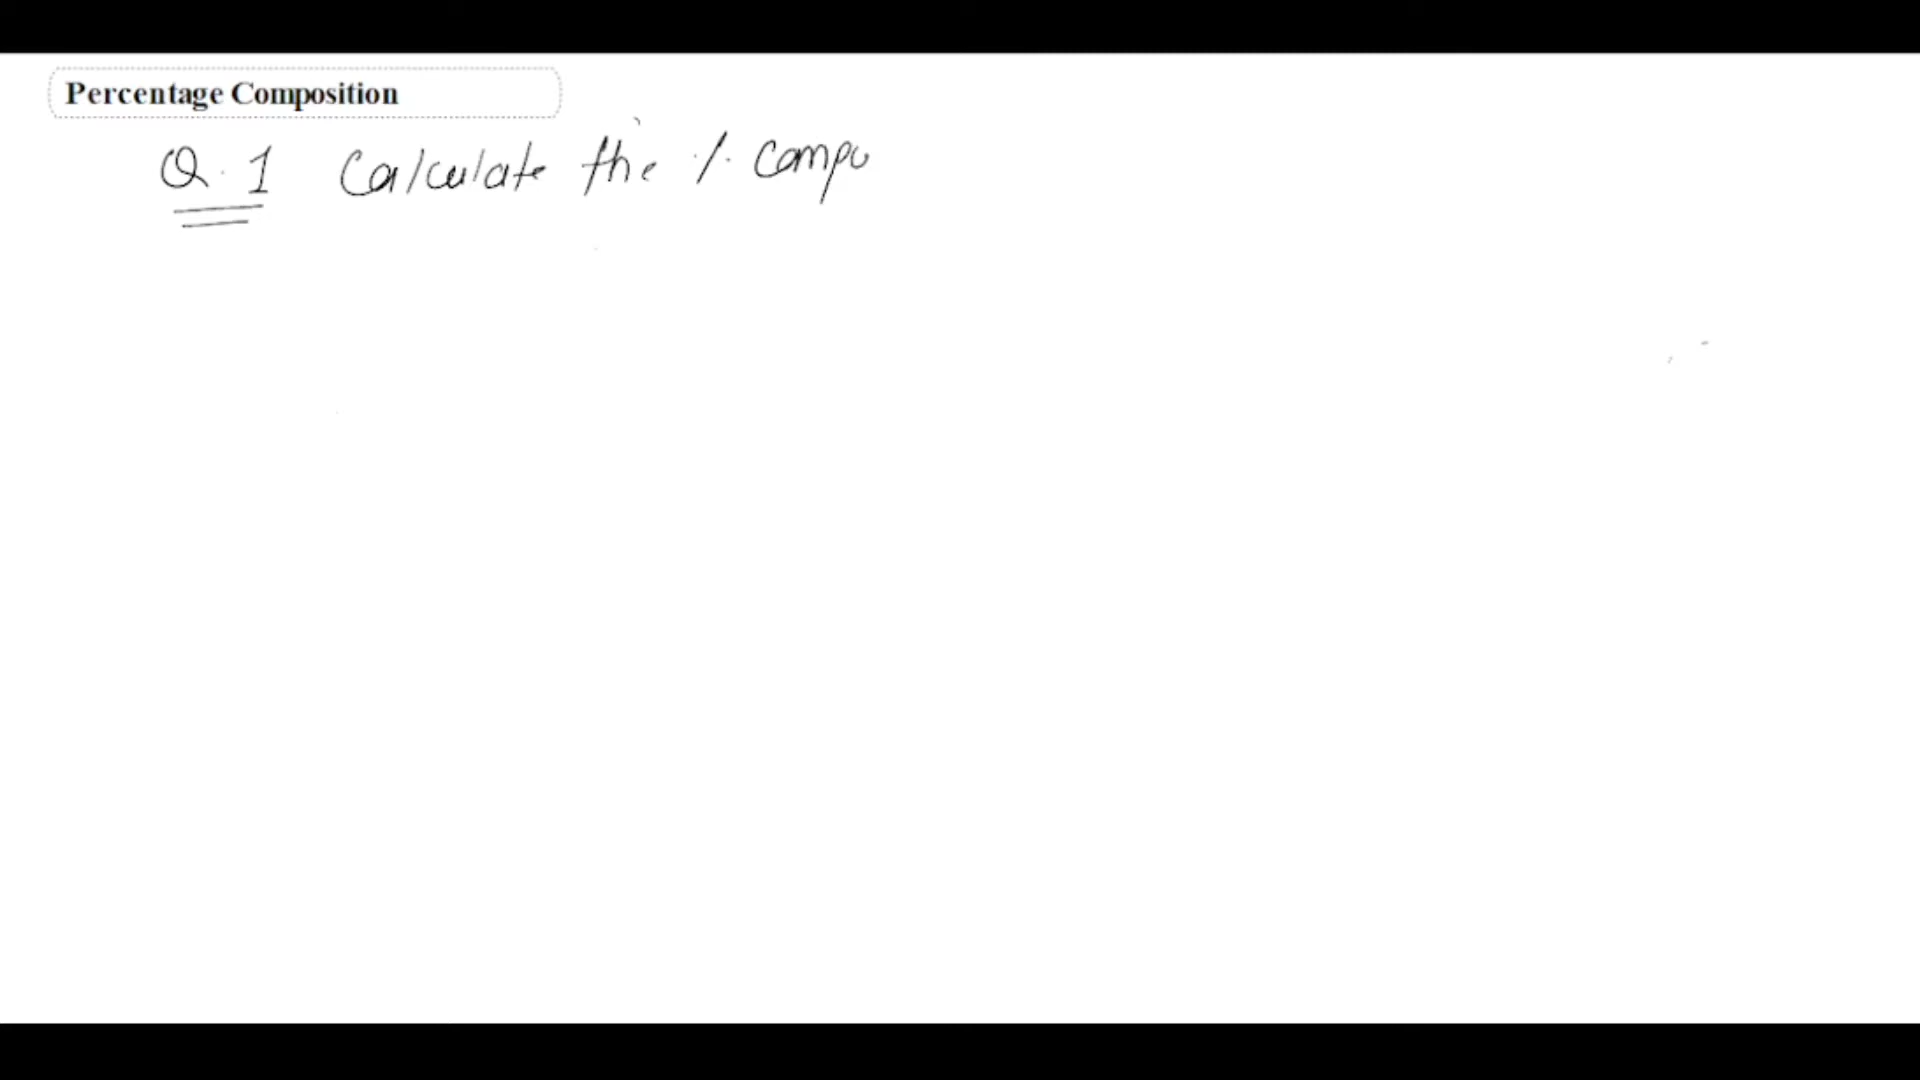 Percentage Composition
Q.1 Calculate the % compo